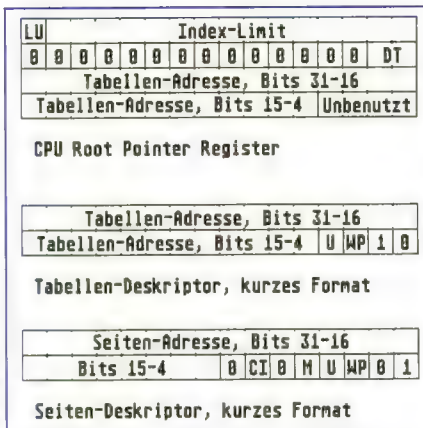 LU Index-Limit
0 0 0 0 0 0 0 0 0 0 0 0 0 0 DT
Tabellen-Adresse, Bits 31-16
Tabellen-Adresse, Bits 15-4 Unbenutzt
CPU Root Pointer Register
Tabellen-Adresse, Bits 31-16
Tabellen-Adresse, Bits 15-4 U WP 1 0
Tabellen-Deskriptor, kurzes Format
Seiten-Adresse, Bits 31-16
Bits 15-4 0 CI 0 M U WP 0 1
Seiten-Deskriptor, kurzes Format